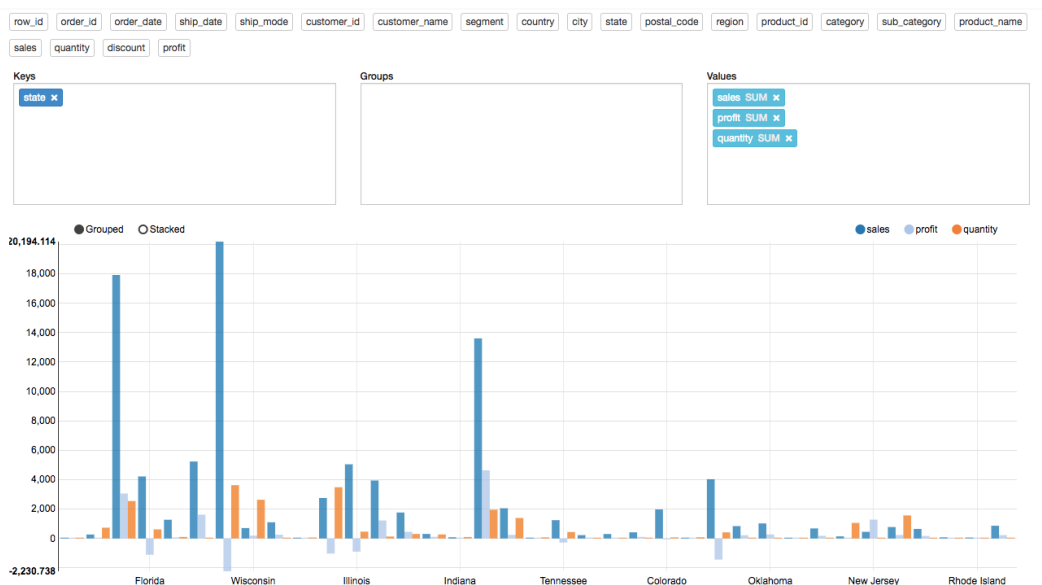 row_id order_id order_date ship_date ship_mode customer_id customer_name segment country city state postal_code region product_id category sub_category product_name
sales quantity discount profit
Keys Groups Values
state × sales SUM ×
profit SUM ×
quantity SUM ×
Grouped Stacked sales profit quantity
20,194.114
18,000
16,000
14,000
12,000
10,000
8,000
6,000
4,000
2,000
0
-2,230.738
Florida Wisconsin Illinois Indiana Tennessee Colorado Oklahoma New Jersey Rhode Island